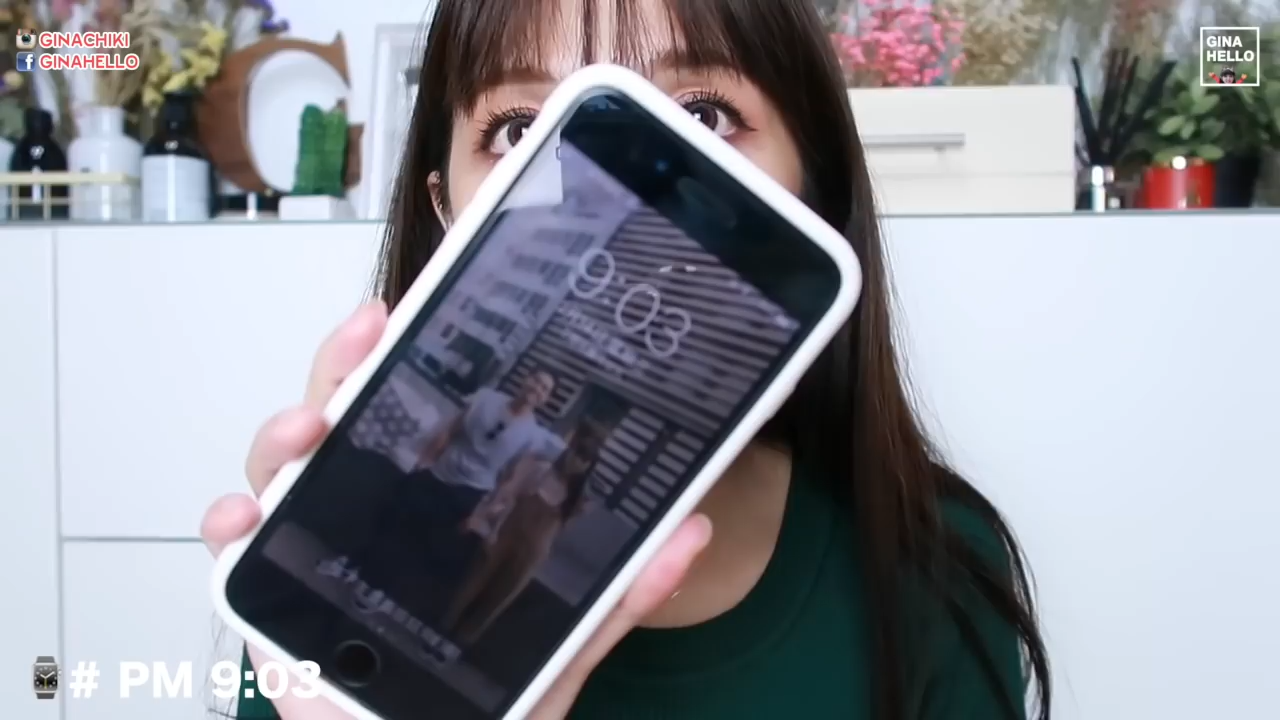 GINACHIKI
GINAHELLO
GINA
HELLO
9:03
# PM 9:03